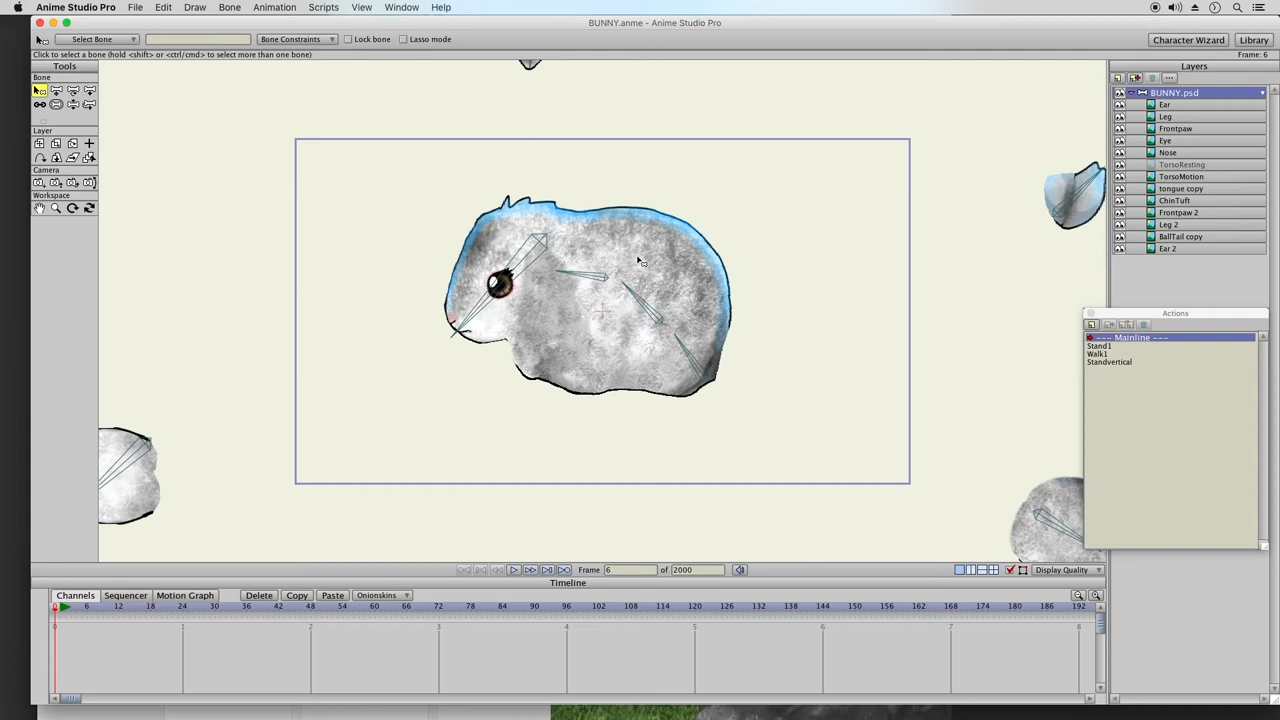 Anime Studio Pro File Edit Draw Bone Animation Scripts View Window Help
BUNNY.anme - Anime Studio Pro
Select Bone Bone Constraints Lock bone Lasso mode Character Wizard Library
Click to select a bone (hold <shift> or <ctrl/cmd> to select more than one bone) Frame: 6
Tools
Bone
Layer
Camera
Workspace
Layers
BUNNY.psd
Ear
Leg
Frontpaw
Eye
Nose
TorsoResting
TorsoMotion
tongue copy
ChinTuft
Frontpaw 2
Leg 2
BallTail copy
Ear 2
Actions
--- Mainline ---
Stand1
Walk1
Standvertical
Frame 6 of 2000 Display Quality
Timeline
Channels Sequencer Motion Graph Delete Copy Paste Onionskins
0 6 12 18 24 30 36 42 48 54 60 66 72 78 84 90 96 102 108 114 120 126 132 138 144 150 156 162 168 174 180 186 192
0 1 2 3 4 5 6 7 8